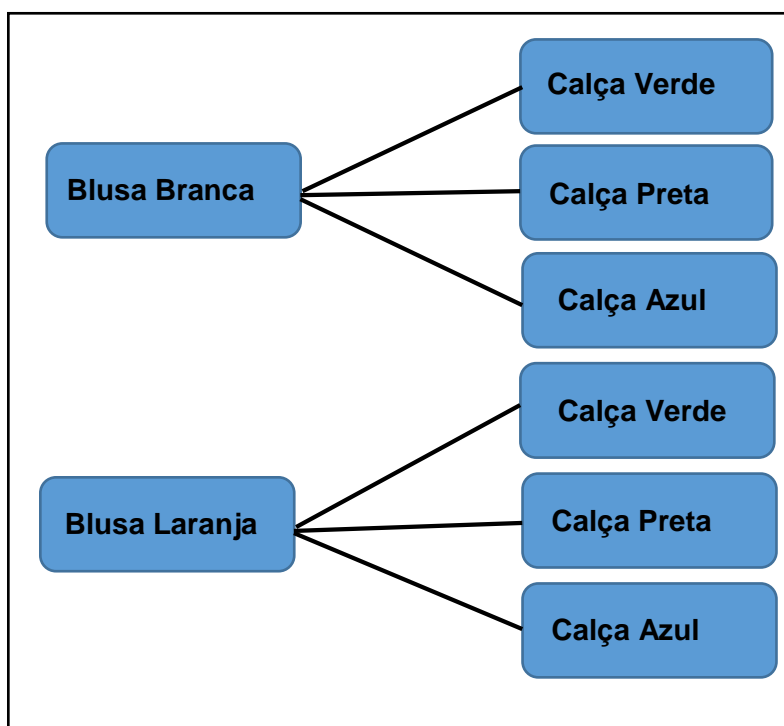 Calça Verde
Blusa Branca
Calça Preta
Calça Azul
Calça Verde
Blusa Laranja
Calça Preta
Calça Azul